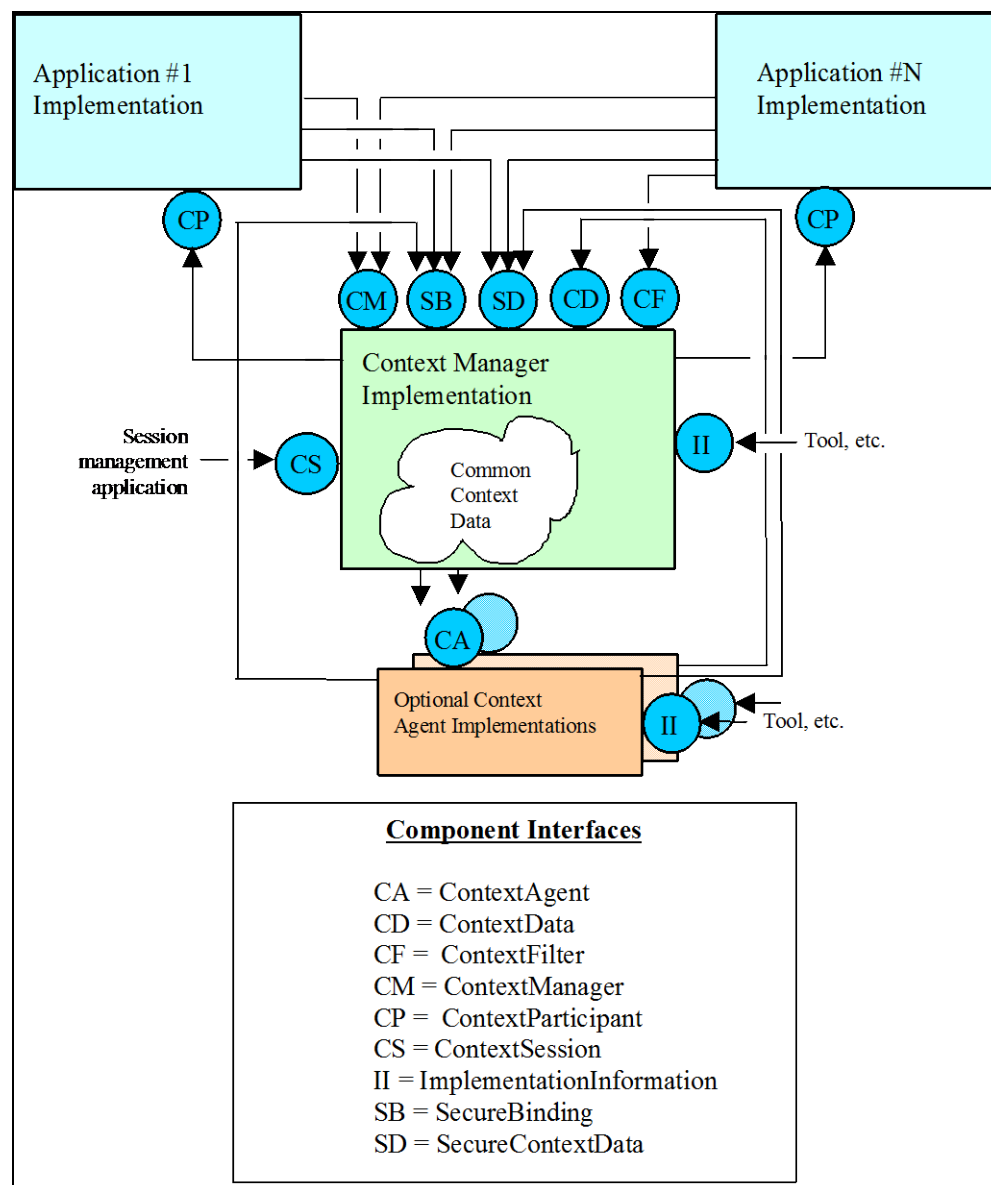 Application #1
Implementation
Application #N
Implementation
CP
CP
CM
SB
SD
CD
CF
Context Manager
Implementation
Session
management
application
CS
II
Tool, etc.
Common
Context
Data
CA
Optional Context
Agent Implementations
II
Tool, etc.
Component Interfaces
CA = ContextAgent
CD = ContextData
CF =  ContextFilter
CM = ContextManager
CP =  ContextParticipant
CS = ContextSession
II = ImplementationInformation
SB = SecureBinding
SD = SecureContextData